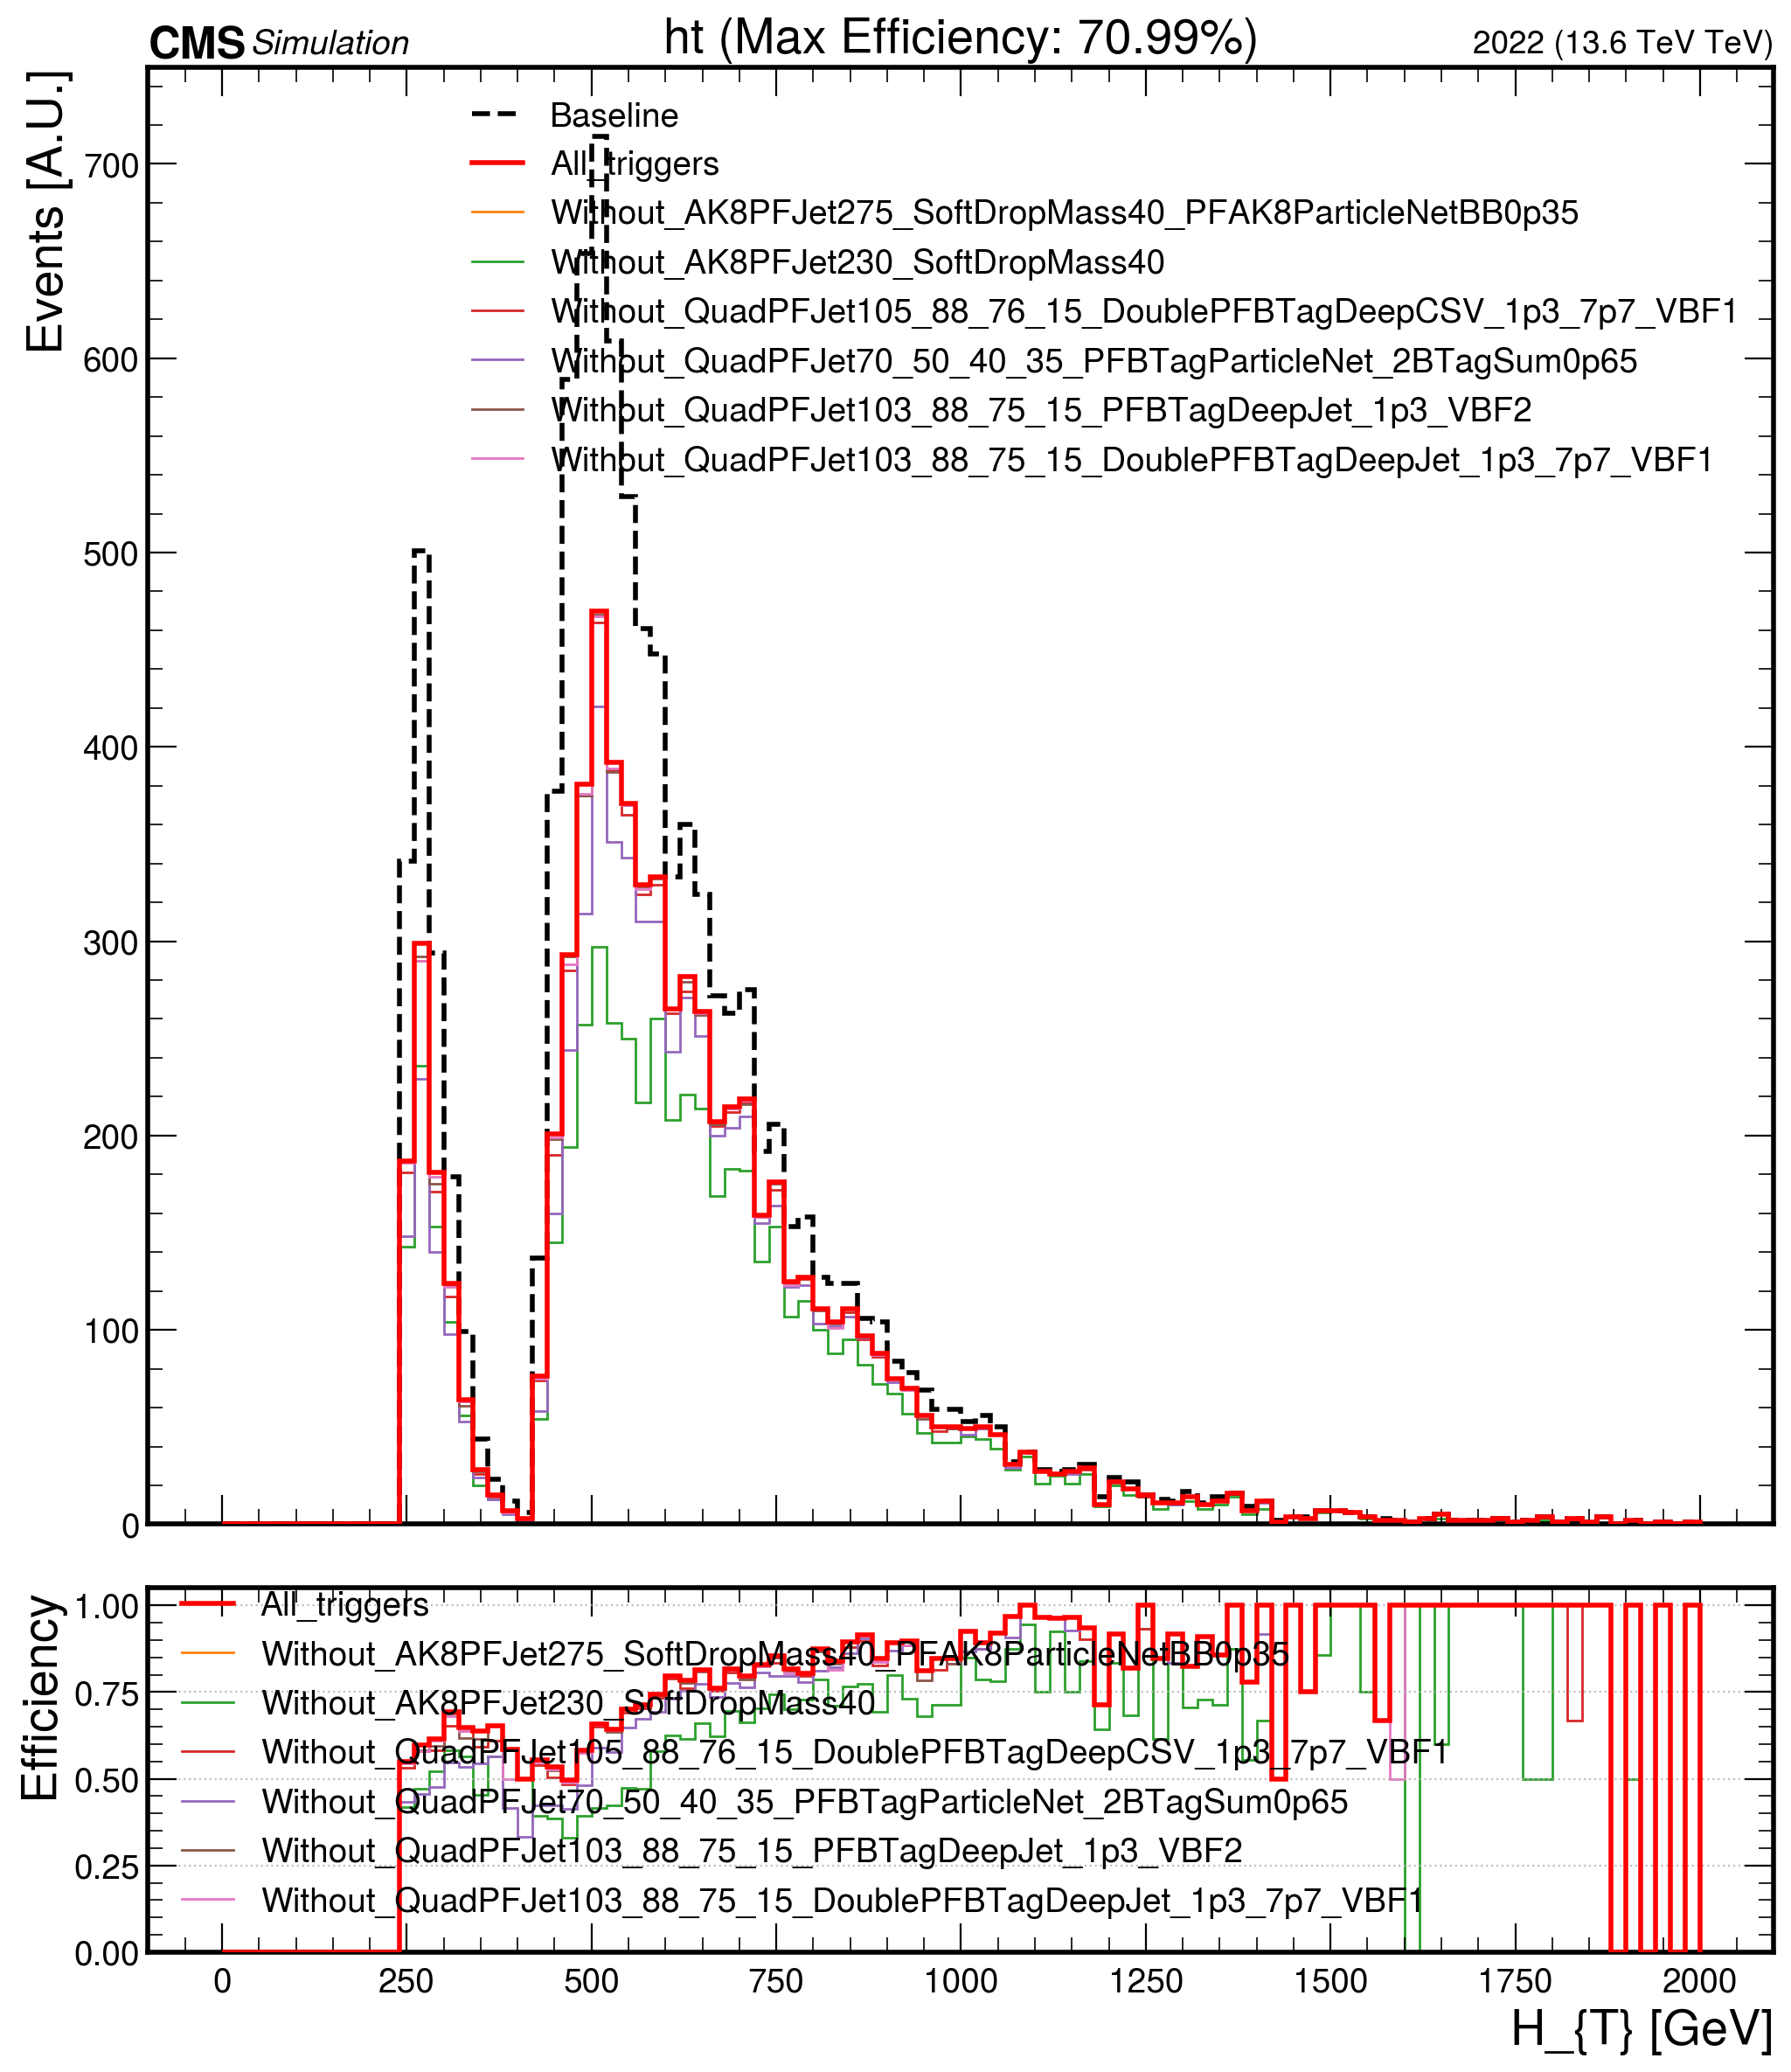 CMS Simulation ht (Max Efficiency: 70.99%) 2022 (13.6 TeV TeV)
Events [A.U.]
700
600
500
400
300
200
100
0
Baseline
All_triggers
Without_AK8PFJet275_SoftDropMass40_PFAK8ParticleNetBB0p35
Without_AK8PFJet230_SoftDropMass40
Without_QuadPFJet105_88_76_15_DoublePFBTagDeepCSV_1p3_7p7_VBF1
Without_QuadPFJet70_50_40_35_PFBTagParticleNet_2BTagSum0p65
Without_QuadPFJet103_88_75_15_PFBTagDeepJet_1p3_VBF2
Without_QuadPFJet103_88_75_15_DoublePFBTagDeepJet_1p3_7p7_VBF1
Efficiency
1.00
0.75
0.50
0.25
0.00
All_triggers
Without_AK8PFJet275_SoftDropMass40_PFAK8ParticleNetBB0p35
Without_AK8PFJet230_SoftDropMass40
Without_QuadPFJet105_88_76_15_DoublePFBTagDeepCSV_1p3_7p7_VBF1
Without_QuadPFJet70_50_40_35_PFBTagParticleNet_2BTagSum0p65
Without_QuadPFJet103_88_75_15_PFBTagDeepJet_1p3_VBF2
Without_QuadPFJet103_88_75_15_DoublePFBTagDeepJet_1p3_7p7_VBF1
0 250 500 750 1000 1250 1500 1750 2000
H_{T} [GeV]